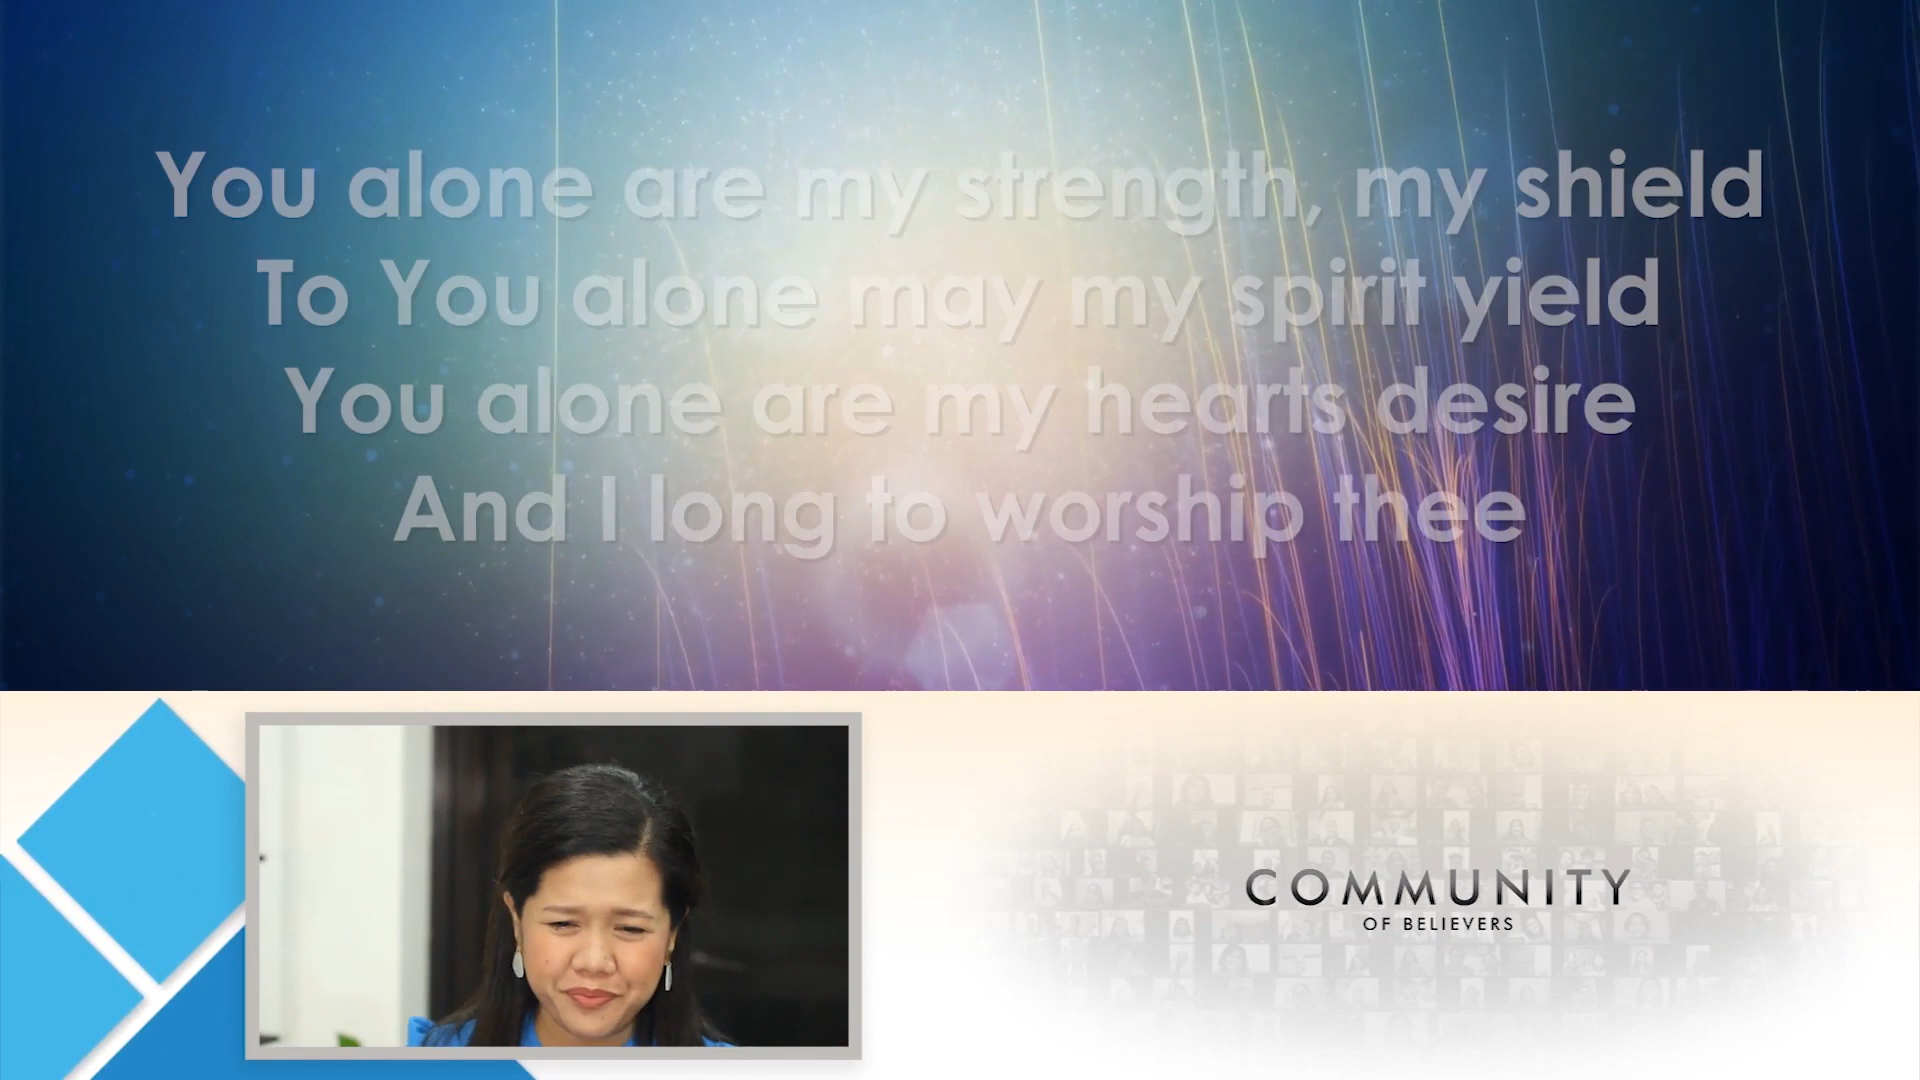 You alone are my strength, my shield
To You alone may my spirit yield
You alone are my hearts desire
And I long to worship thee
COMMUNITY
OF BELIEVERS